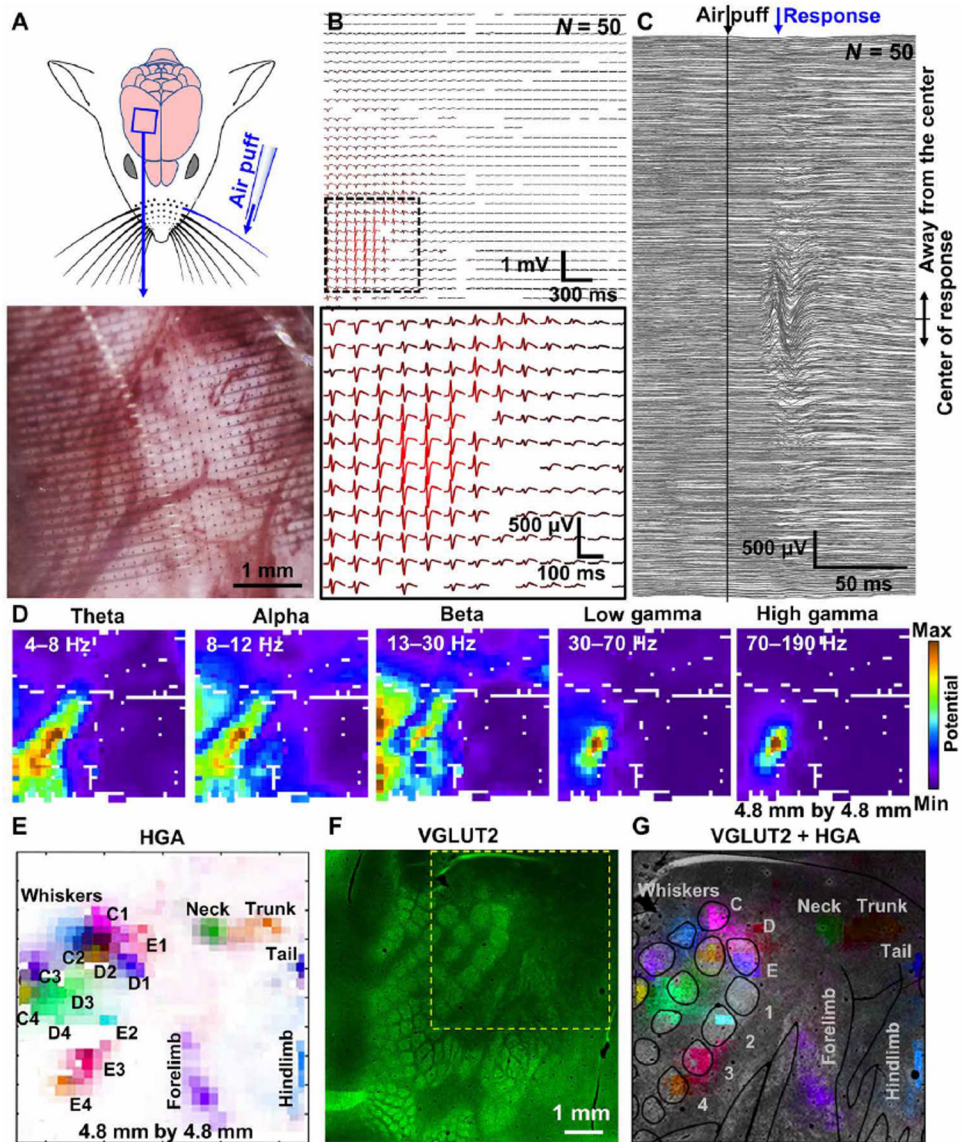 A
Air puff
1 mm
B
N = 50
1 mV
300 ms
500 µV
100 ms
C
Air puff
Response
N = 50
Away from the center
Center of response
500 µV
50 ms
D
Theta
Alpha
Beta
Low gamma
High gamma
4–8 Hz
8–12 Hz
13–30 Hz
30–70 Hz
70–190 Hz
Max
Potential
Min
4.8 mm by 4.8 mm
E
HGA
Whiskers
C1
E1
C2
D2
D1
C3
D3
C4
D4
E2
E3
E4
Neck
Trunk
Tail
Forelimb
Hindlimb
4.8 mm by 4.8 mm
F
VGLUT2
1 mm
G
VGLUT2 + HGA
Whiskers
C
D
E
1
2
3
4
Neck
Trunk
Tail
Forelimb
Hindlimb